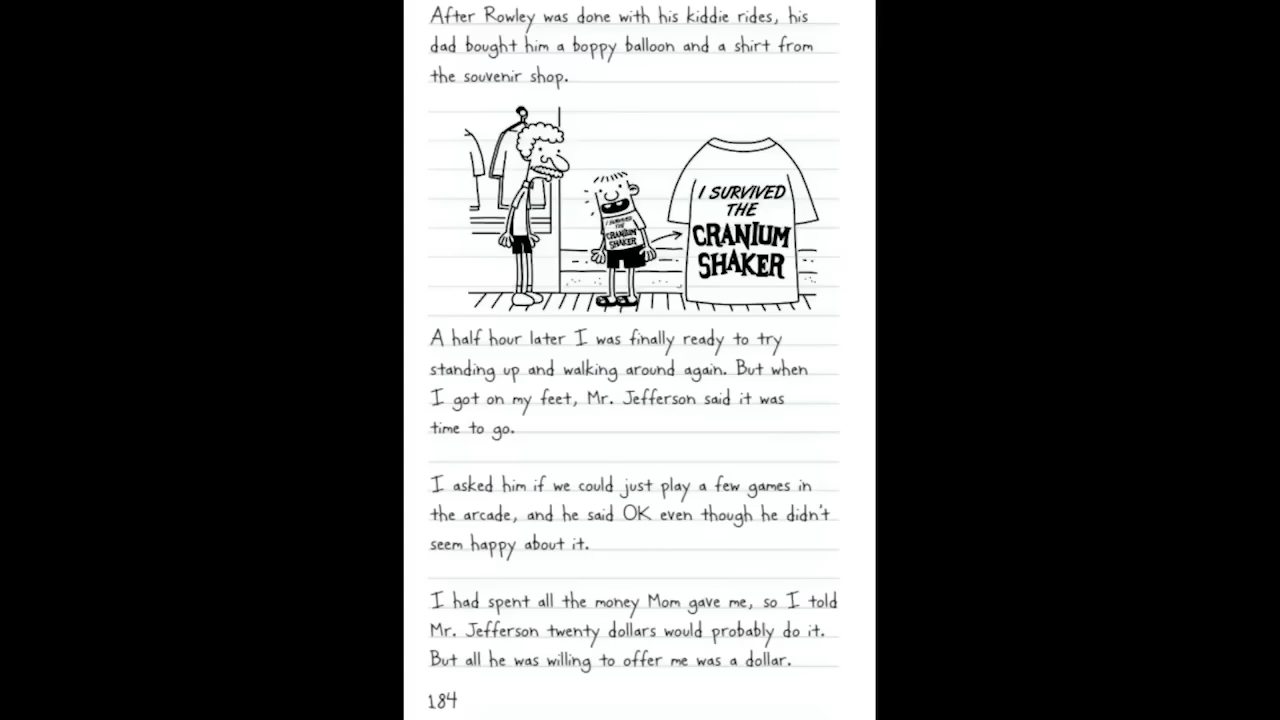 After Rowley was done with his kiddie rides, his
dad bought him a boppy balloon and a shirt from
the souvenir shop.
I SURVIVED
THE
CRANIUM
SHAKER
I SURVIVED
THE
CRANIUM
SHAKER
A half hour later I was finally ready to try
standing up and walking around again. But when
I got on my feet, Mr. Jefferson said it was
time to go.
I asked him if we could just play a few games in
the arcade, and he said OK even though he didn't
seem happy about it.
I had spent all the money Mom gave me, so I told
Mr. Jefferson twenty dollars would probably do it.
But all he was willing to offer me was a dollar.
184